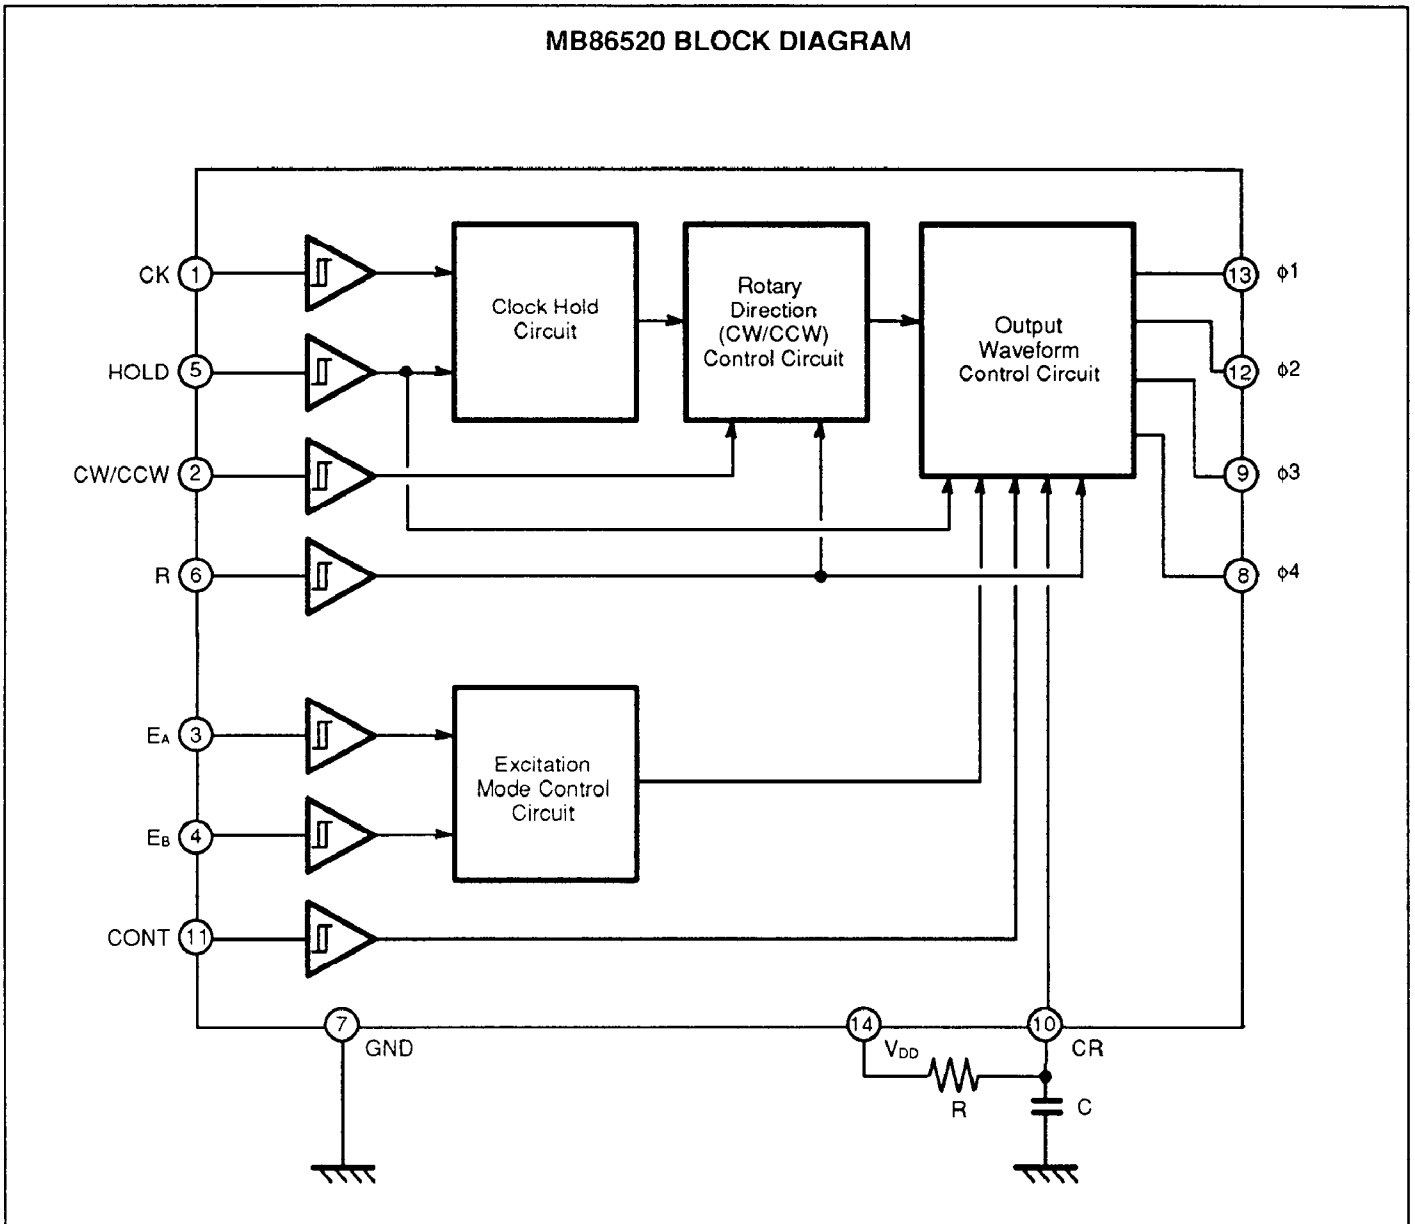 MB86520 BLOCK DIAGRAM
CK 1
HOLD 5
CW/CCW 2
R 6
EA 3
EB 4
CONT 11
Clock Hold
Circuit
Rotary
Direction
(CW/CCW)
Control Circuit
Output
Waveform
Control Circuit
Excitation
Mode Control
Circuit
13 ϕ1
12 ϕ2
9 ϕ3
8 ϕ4
7
GND
14
VDD
10
CR
R
C